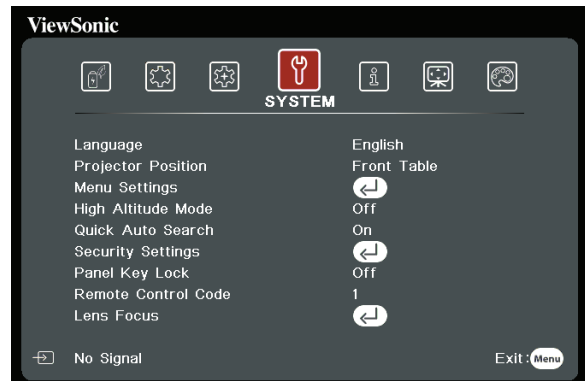 ViewSonic
SYSTEM
Language English
Projector Position Front Table
Menu Settings
High Altitude Mode Off
Quick Auto Search On
Security Settings
Panel Key Lock Off
Remote Control Code 1
Lens Focus
No Signal Exit: Menu